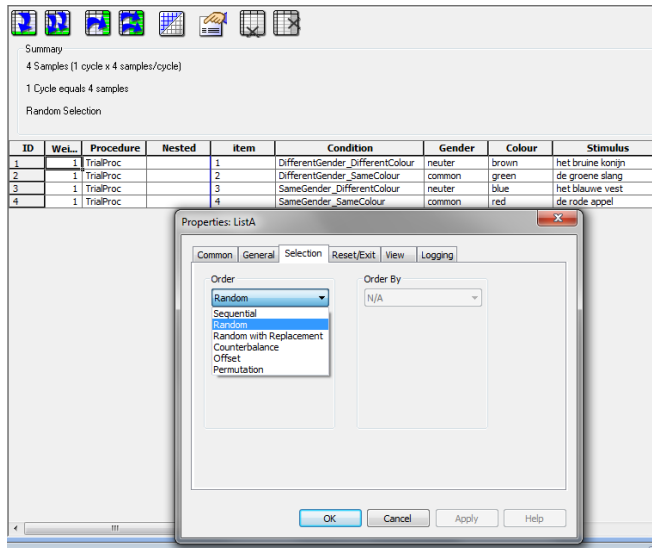 Summary
4 Samples (1 cycle x 4 samples/cycle)
1 Cycle equals 4 samples
Random Selection
ID Wei... Procedure Nested item Condition Gender Colour Stimulus
1 1 TrialProc 1 DifferentGender_DifferentColour neuter brown het bruine konijn
2 1 TrialProc 2 DifferentGender_SameColour common green de groene slang
3 1 TrialProc 3 SameGender_DifferentColour neuter blue het blauwe vest
4 1 TrialProc 4 SameGender_SameColour common red de rode appel
Properties: ListA
Common General Selection Reset/Exit View Logging
Order Order By
Random N/A
Sequential
Random
Random with Replacement
Counterbalance
Offset
Permutation
OK Cancel Apply Help